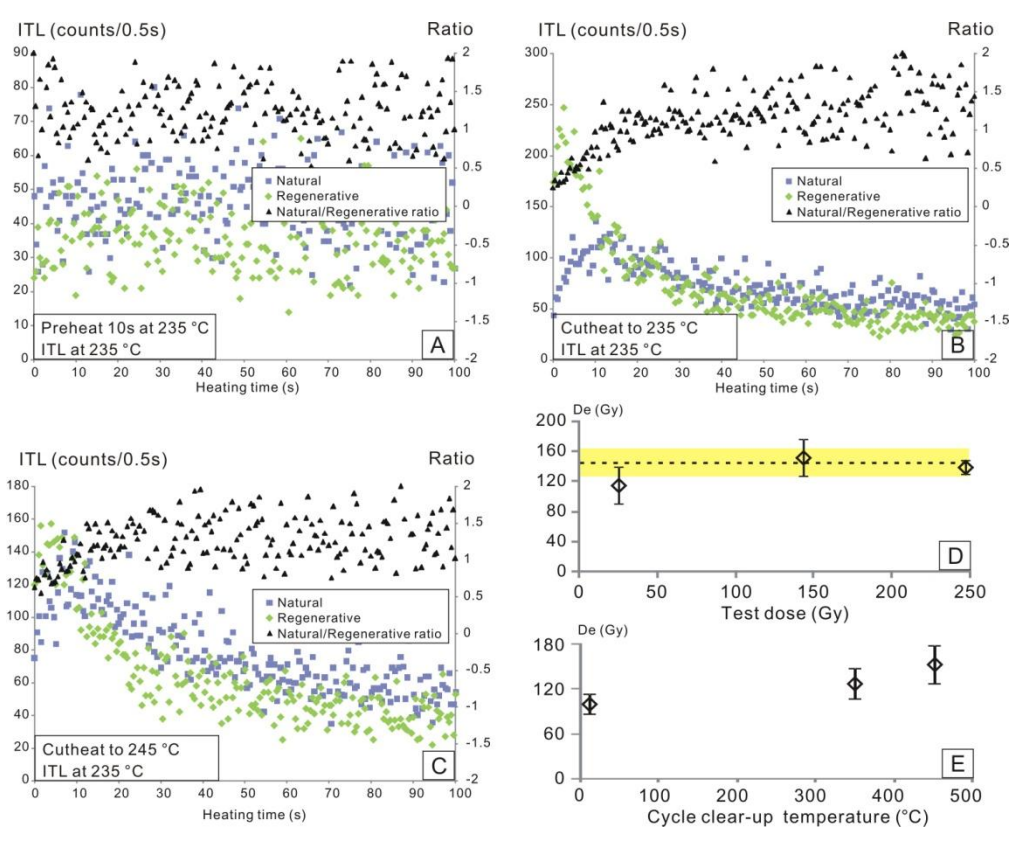 ITL (counts/0.5s) Ratio
90 2
80 1.5
70 1
60 0.5
50 0
40 -0.5
30 -1
20 -1.5
10
0 -2
Natural
Regenerative
Natural/Regenerative ratio
Preheat 10s at 235 °C
ITL at 235 °C
A
0 10 20 30 40 50 60 70 80 90 100
Heating time (s)
ITL (counts/0.5s) Ratio
300 2
250 1.5
200 1
0.5
150 0
100 -0.5
-1
50 -1.5
0 -2
Natural
Regenerative
Natural/Regenerative ratio
Cutheat to 235 °C
ITL at 235 °C
B
0 10 20 30 40 50 60 70 80 90 100
Heating time (s)
ITL (counts/0.5s) Ratio
180 2
160 1.5
140 1
120 0.5
100 0
80 -0.5
60 -1
40 -1.5
20
0 -2
Natural
Regenerative
Natural/Regenerative ratio
Cutheat to 245 °C
ITL at 235 °C
C
0 10 20 30 40 50 60 70 80 90 100
Heating time (s)
De (Gy)
200
160
120
80
40
0
D
0 50 100 150 200 250
Test dose (Gy)
De (Gy)
180
120
60
0
E
0 100 200 300 400 500
Cycle clear-up temperature (°C)